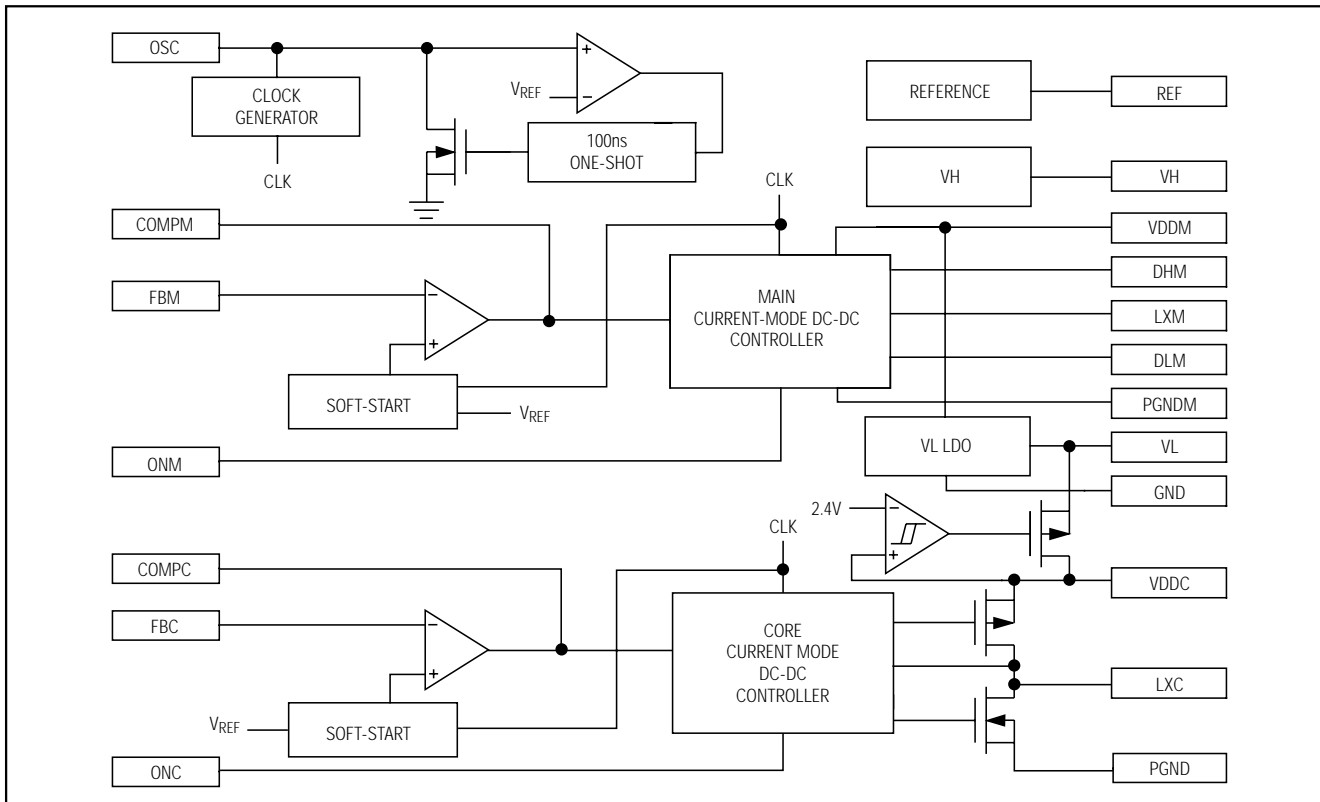 OSC
CLOCK
GENERATOR
CLK
VREF
+
−
100ns
ONE-SHOT
REFERENCE
REF
VH
VH
COMPM
FBM
−
+
SOFT-START
VREF
ONM
CLK
MAIN
CURRENT-MODE DC-DC
CONTROLLER
VDDM
DHM
LXM
DLM
PGNDM
VL LDO
VL
GND
2.4V
−
+
COMPC
FBC
−
+
VREF
SOFT-START
ONC
CLK
CORE
CURRENT MODE
DC-DC
CONTROLLER
VDDC
LXC
PGND